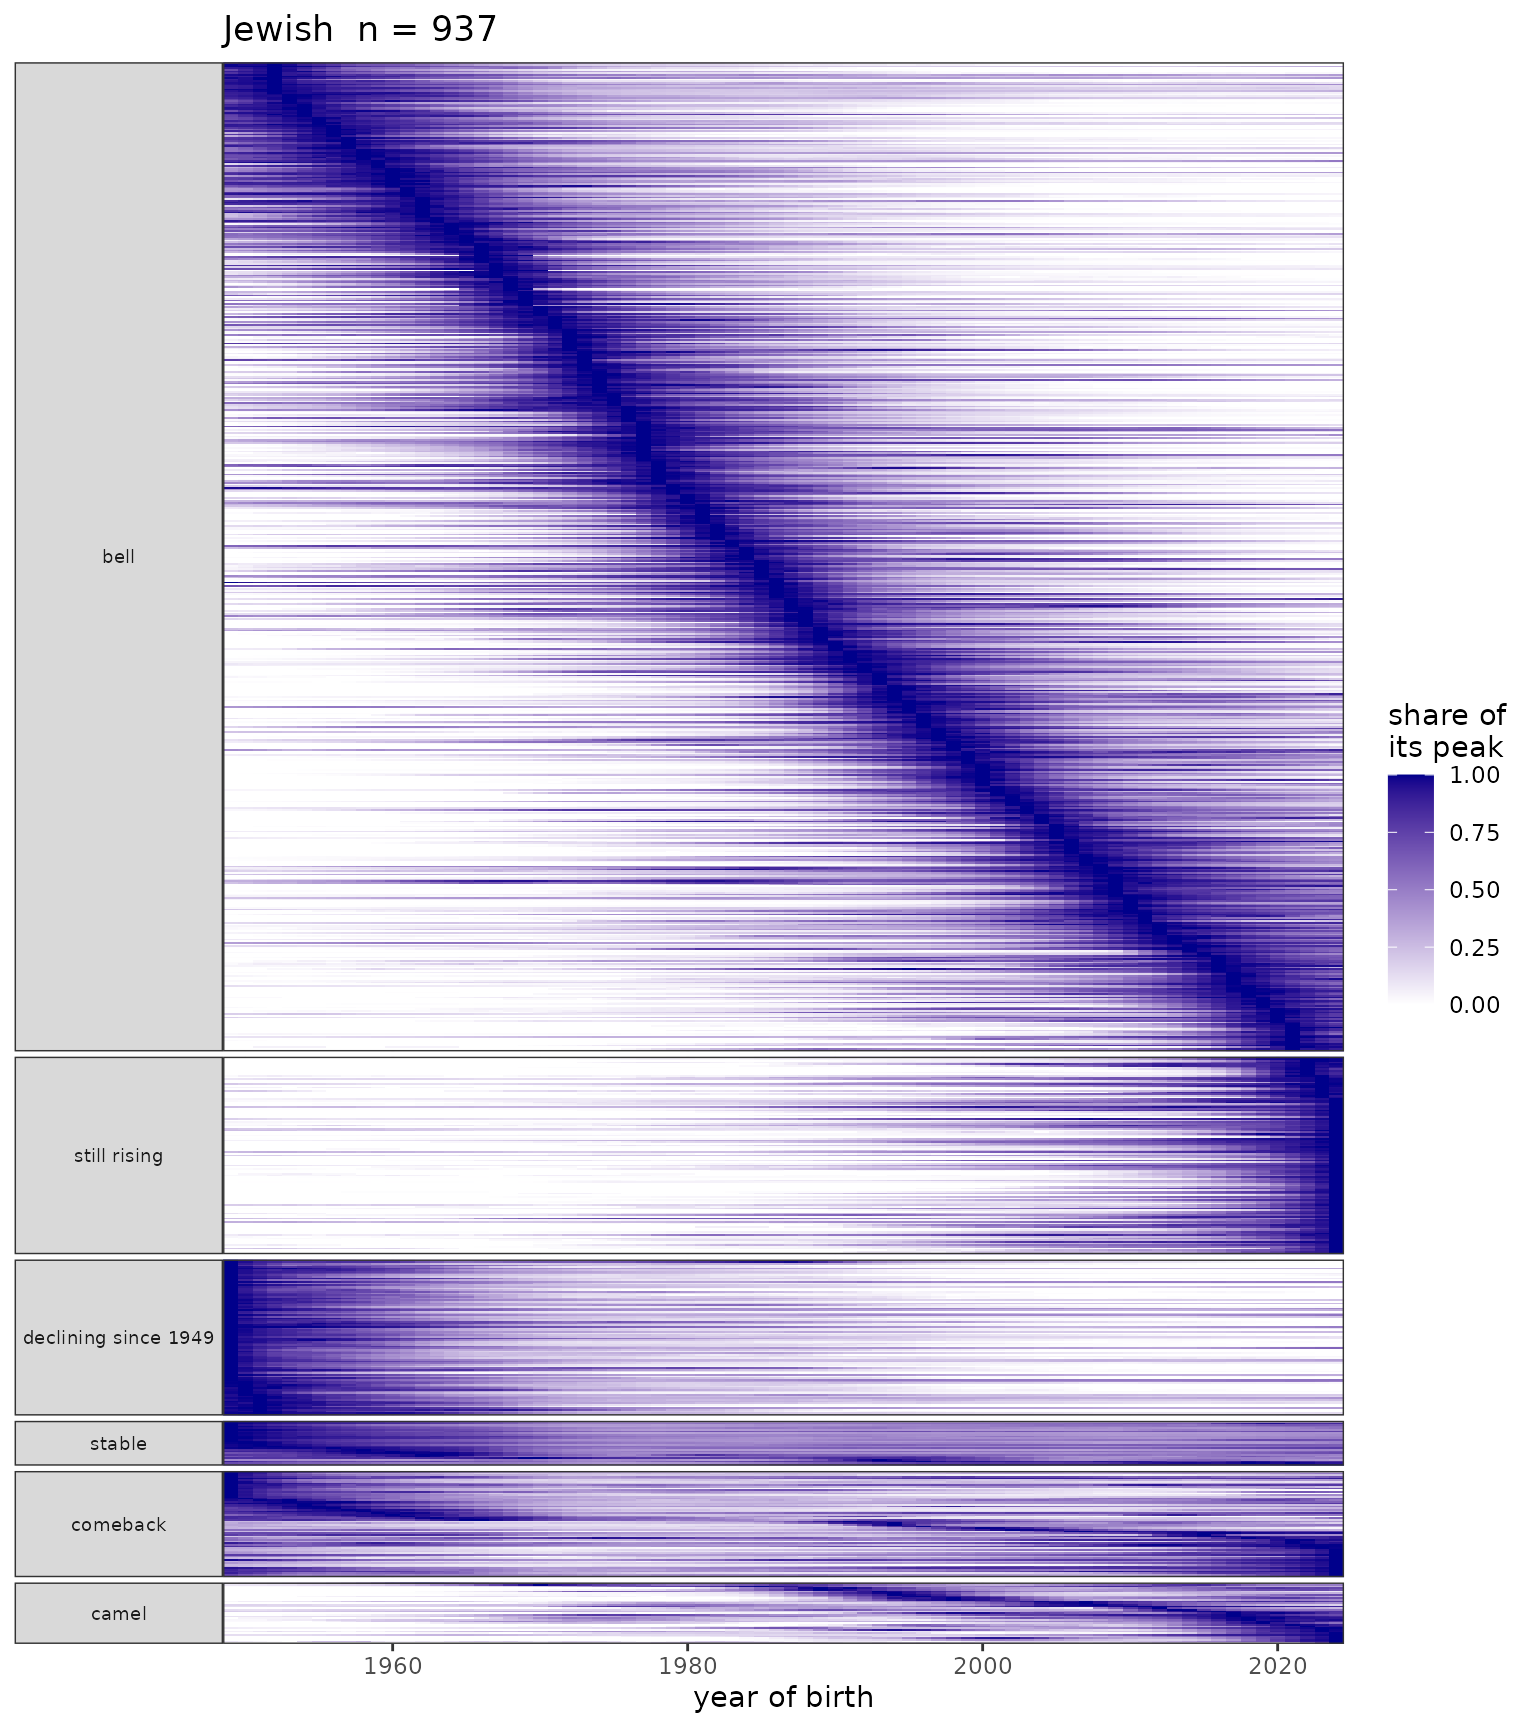 Jewish  n = 937
bell
still rising
declining since 1949
stable
comeback
camel
1960
1980
2000
2020
year of birth
share of
its peak
1.00
0.75
0.50
0.25
0.00